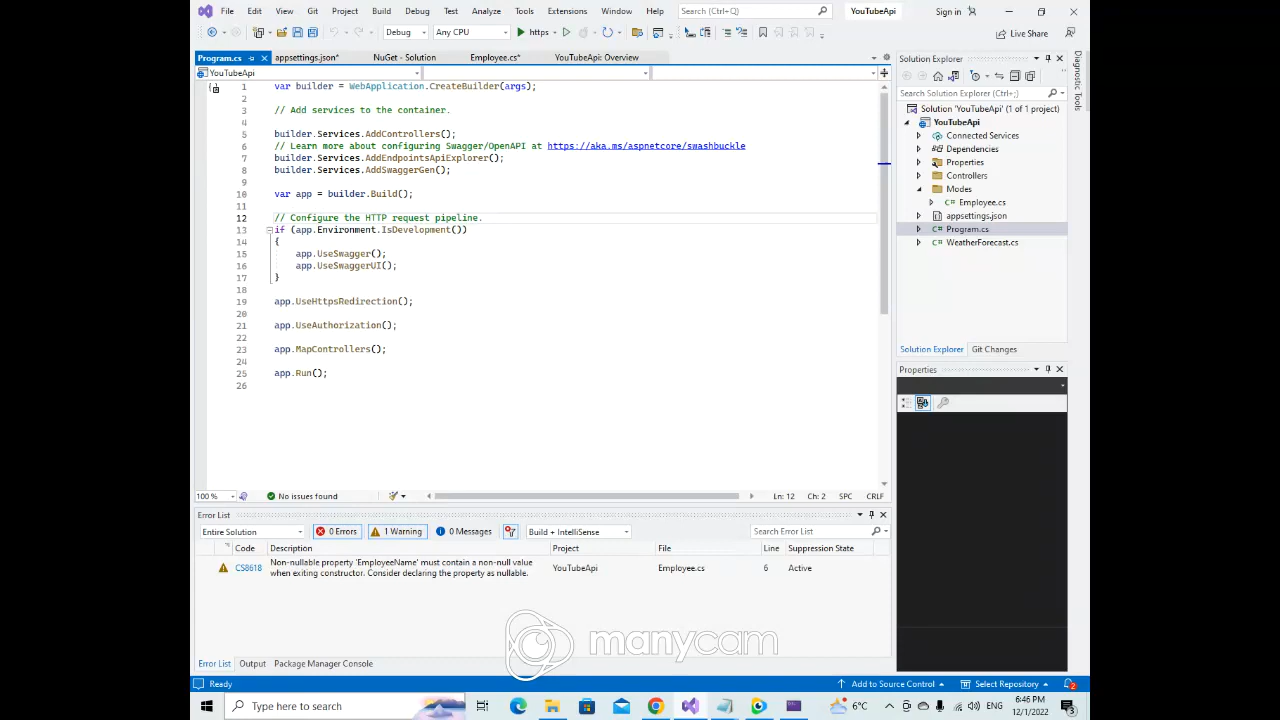 File Edit View Git Project Build Debug Test Analyze Tools Extensions Window Help Search (Ctrl+Q) YouTubeApi Sign in
Debug Any CPU https Live Share
Program.cs appsettings.json* NuGet - Solution Employee.cs* YouTubeApi: Overview
YouTubeApi
1 var builder = WebApplication.CreateBuilder(args);
2
3 // Add services to the container.
4
5 builder.Services.AddControllers();
6 // Learn more about configuring Swagger/OpenAPI at https://aka.ms/aspnetcore/swashbuckle
7 builder.Services.AddEndpointsApiExplorer();
8 builder.Services.AddSwaggerGen();
9
10 var app = builder.Build();
11
12 // Configure the HTTP request pipeline.
13 if (app.Environment.IsDevelopment())
14 {
15 app.UseSwagger();
16 app.UseSwaggerUI();
17 }
18
19 app.UseHttpsRedirection();
20
21 app.UseAuthorization();
22
23 app.MapControllers();
24
25 app.Run();
26
100 % No issues found Ln: 12 Ch: 2 SPC CRLF
Solution Explorer
Search Solution Explorer (Ctrl+;)
Solution 'YouTubeApi' (1 of 1 project)
YouTubeApi
Connected Services
Dependencies
Properties
Controllers
Modes
C# Employee.cs
appsettings.json
C# Program.cs
C# WeatherForecast.cs
Solution Explorer Git Changes
Properties
Diagnostic Tools
Error List
Entire Solution 0 Errors 1 Warning 0 Messages Build + IntelliSense Search Error List
Code Description Project File Line Suppression State
CS8618 Non-nullable property 'EmployeeName' must contain a non-null value when exiting constructor. Consider declaring the property as nullable. YouTubeApi Employee.cs 6 Active
manycam
Error List Output Package Manager Console
Ready Add to Source Control Select Repository 2
Type here to search 6°C ENG 6:46 PM
12/1/2022 3